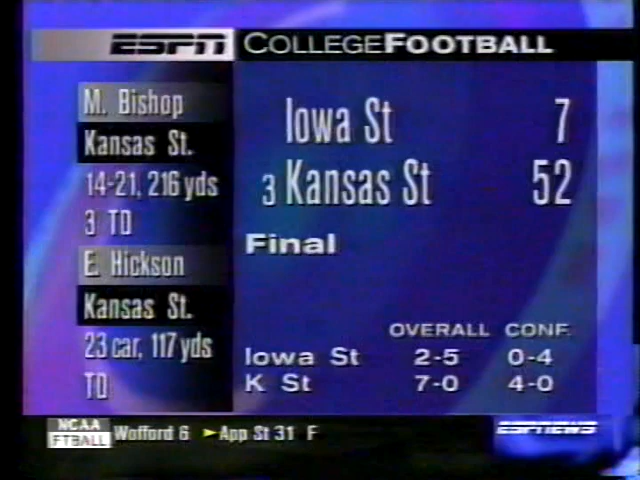 ESPN COLLEGEFOOTBALL
M. Bishop
Kansas St.
14-21, 216 yds
3 TD
E. Hickson
Kansas St.
23 car, 117 yds
TD
Iowa St 7
3 Kansas St 52
Final
OVERALL CONF.
Iowa St 2-5 0-4
K St 7-0 4-0
NCAA
FTBALL
Wofford 6 ►App St 31 F
ESPNEWS